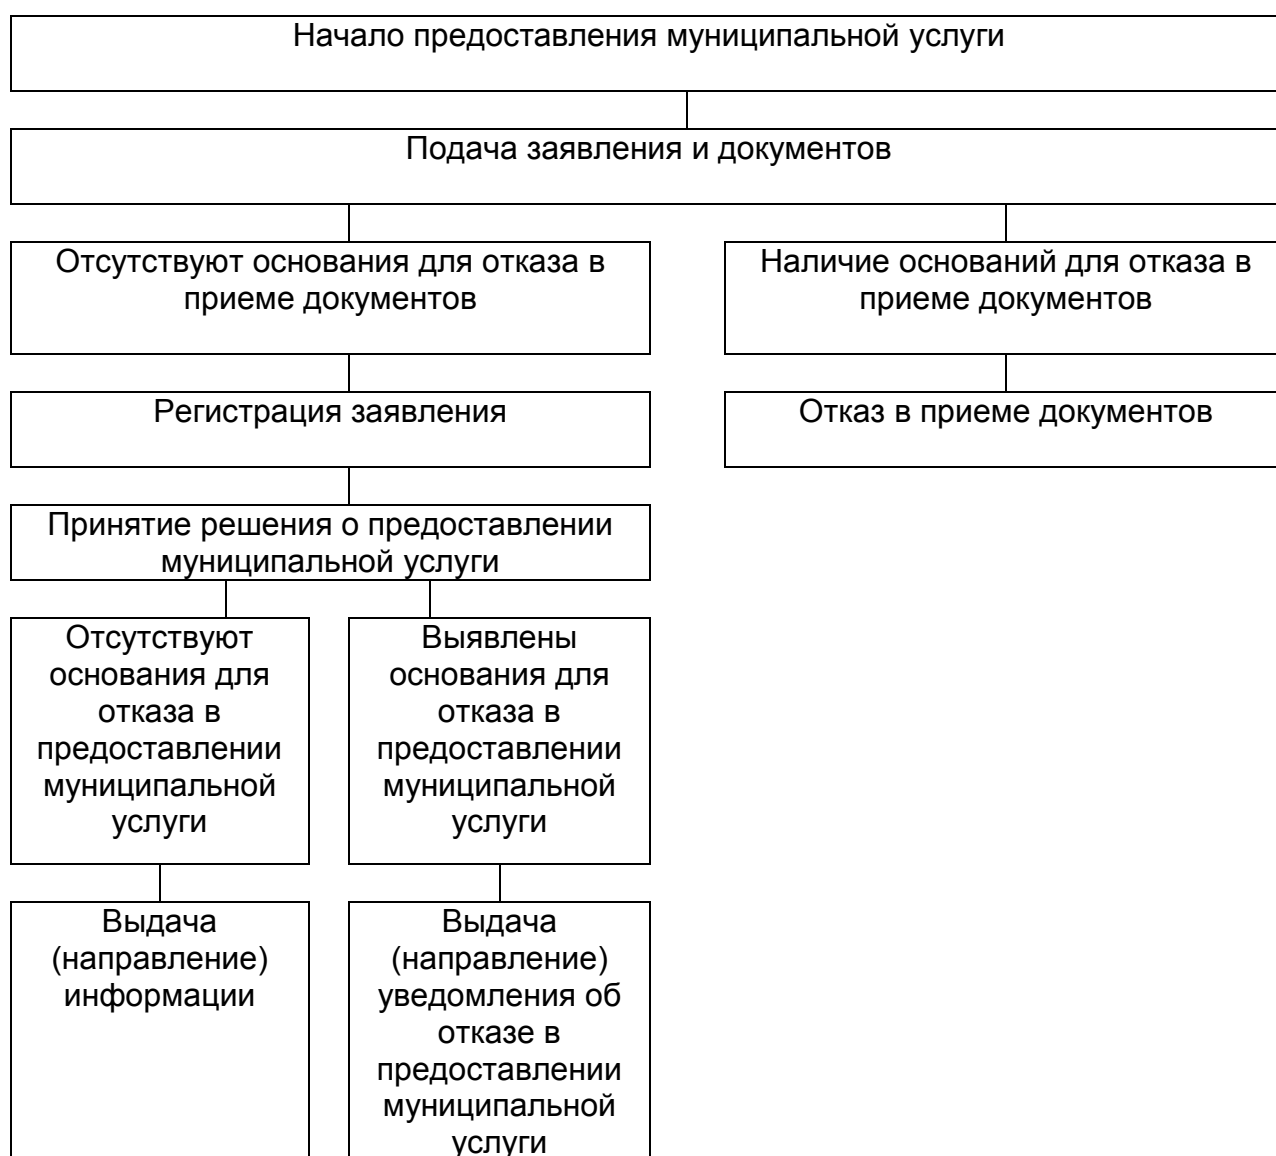 Начало предоставления муниципальной услуги
Подача заявления и документов
Отсутствуют основания для отказа в
приеме документов
Наличие оснований для отказа в
приеме документов
Регистрация заявления
Отказ в приеме документов
Принятие решения о предоставлении
муниципальной услуги
Отсутствуют
основания для
отказа в
предоставлении
муниципальной
услуги
Выявлены
основания для
отказа в
предоставлении
муниципальной
услуги
Выдача
(направление)
информации
Выдача
(направление)
уведомления об
отказе в
предоставлении
муниципальной
услуги